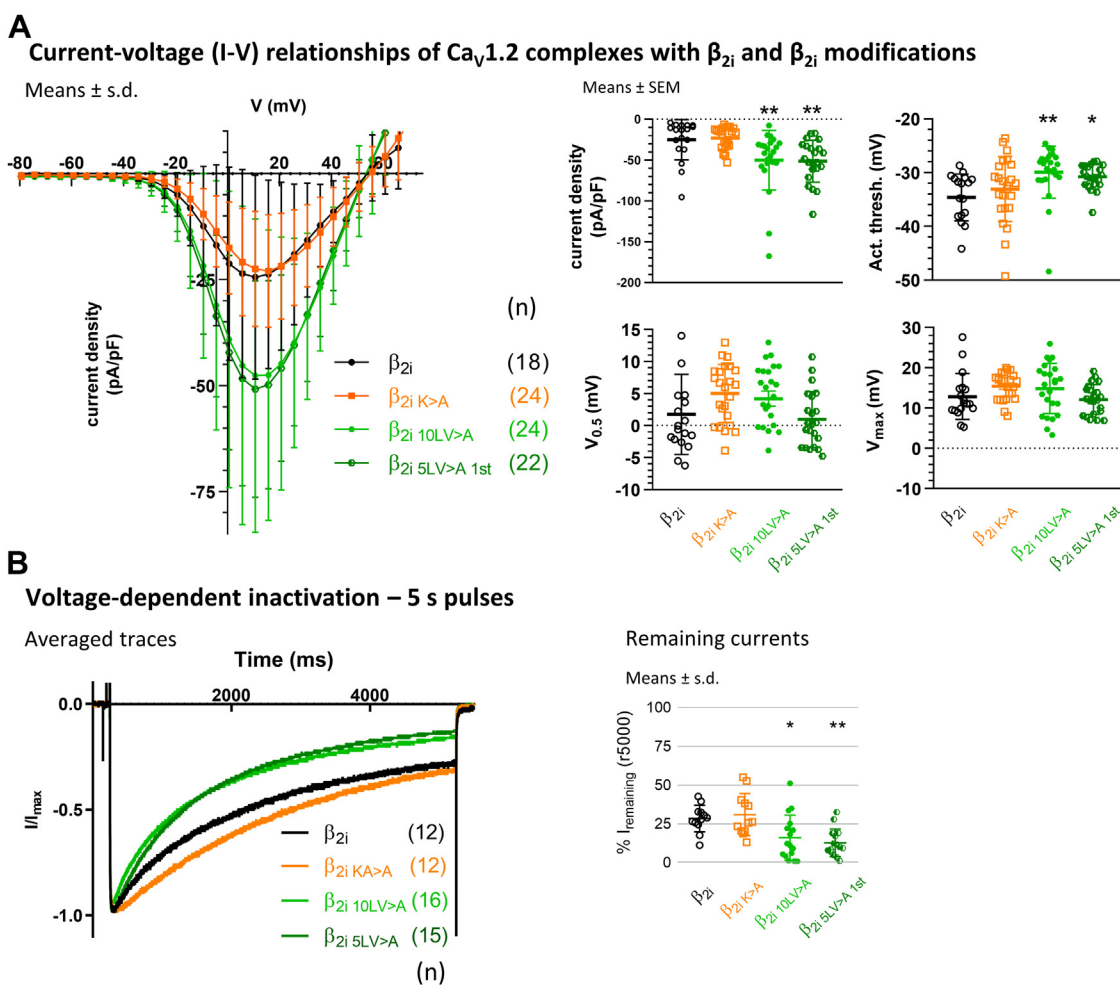 A
Current-voltage (I-V) relationships of CaV1.2 complexes with β2i and β2i modifications
Means ± s.d.
V (mV)
-80 -60 -40 -20 20 40 60
-25
-50
-75
current density
(pA/pF)
(n)
β2i (18)
β2i K>A (24)
β2i 10LV>A (24)
β2i 5LV>A 1st (22)
Means ± SEM
** **
0
-50
-100
-150
-200
current density
(pA/pF)
** *
-20
-30
-40
-50
Act. thresh. (mV)
15
10
5
0
-5
-10
V0.5 (mV)
β2i β2i K>A β2i 10LV>A β2i 5LV>A 1st
30
20
10
0
-10
Vmax (mV)
β2i β2i K>A β2i 10LV>A β2i 5LV>A 1st
B
Voltage-dependent inactivation – 5 s pulses
Averaged traces
Time (ms)
2000 4000
0.0
-0.5
-1.0
I/Imax
β2i (12)
β2i KA>A (12)
β2i 10LV>A (16)
β2i 5LV>A (15)
(n)
Remaining currents
Means ± s.d.
* **
100
75
50
25
0
% Iremaining (r5000)
β2i β2i K>A β2i 10LV>A β2i 5LV>A 1st